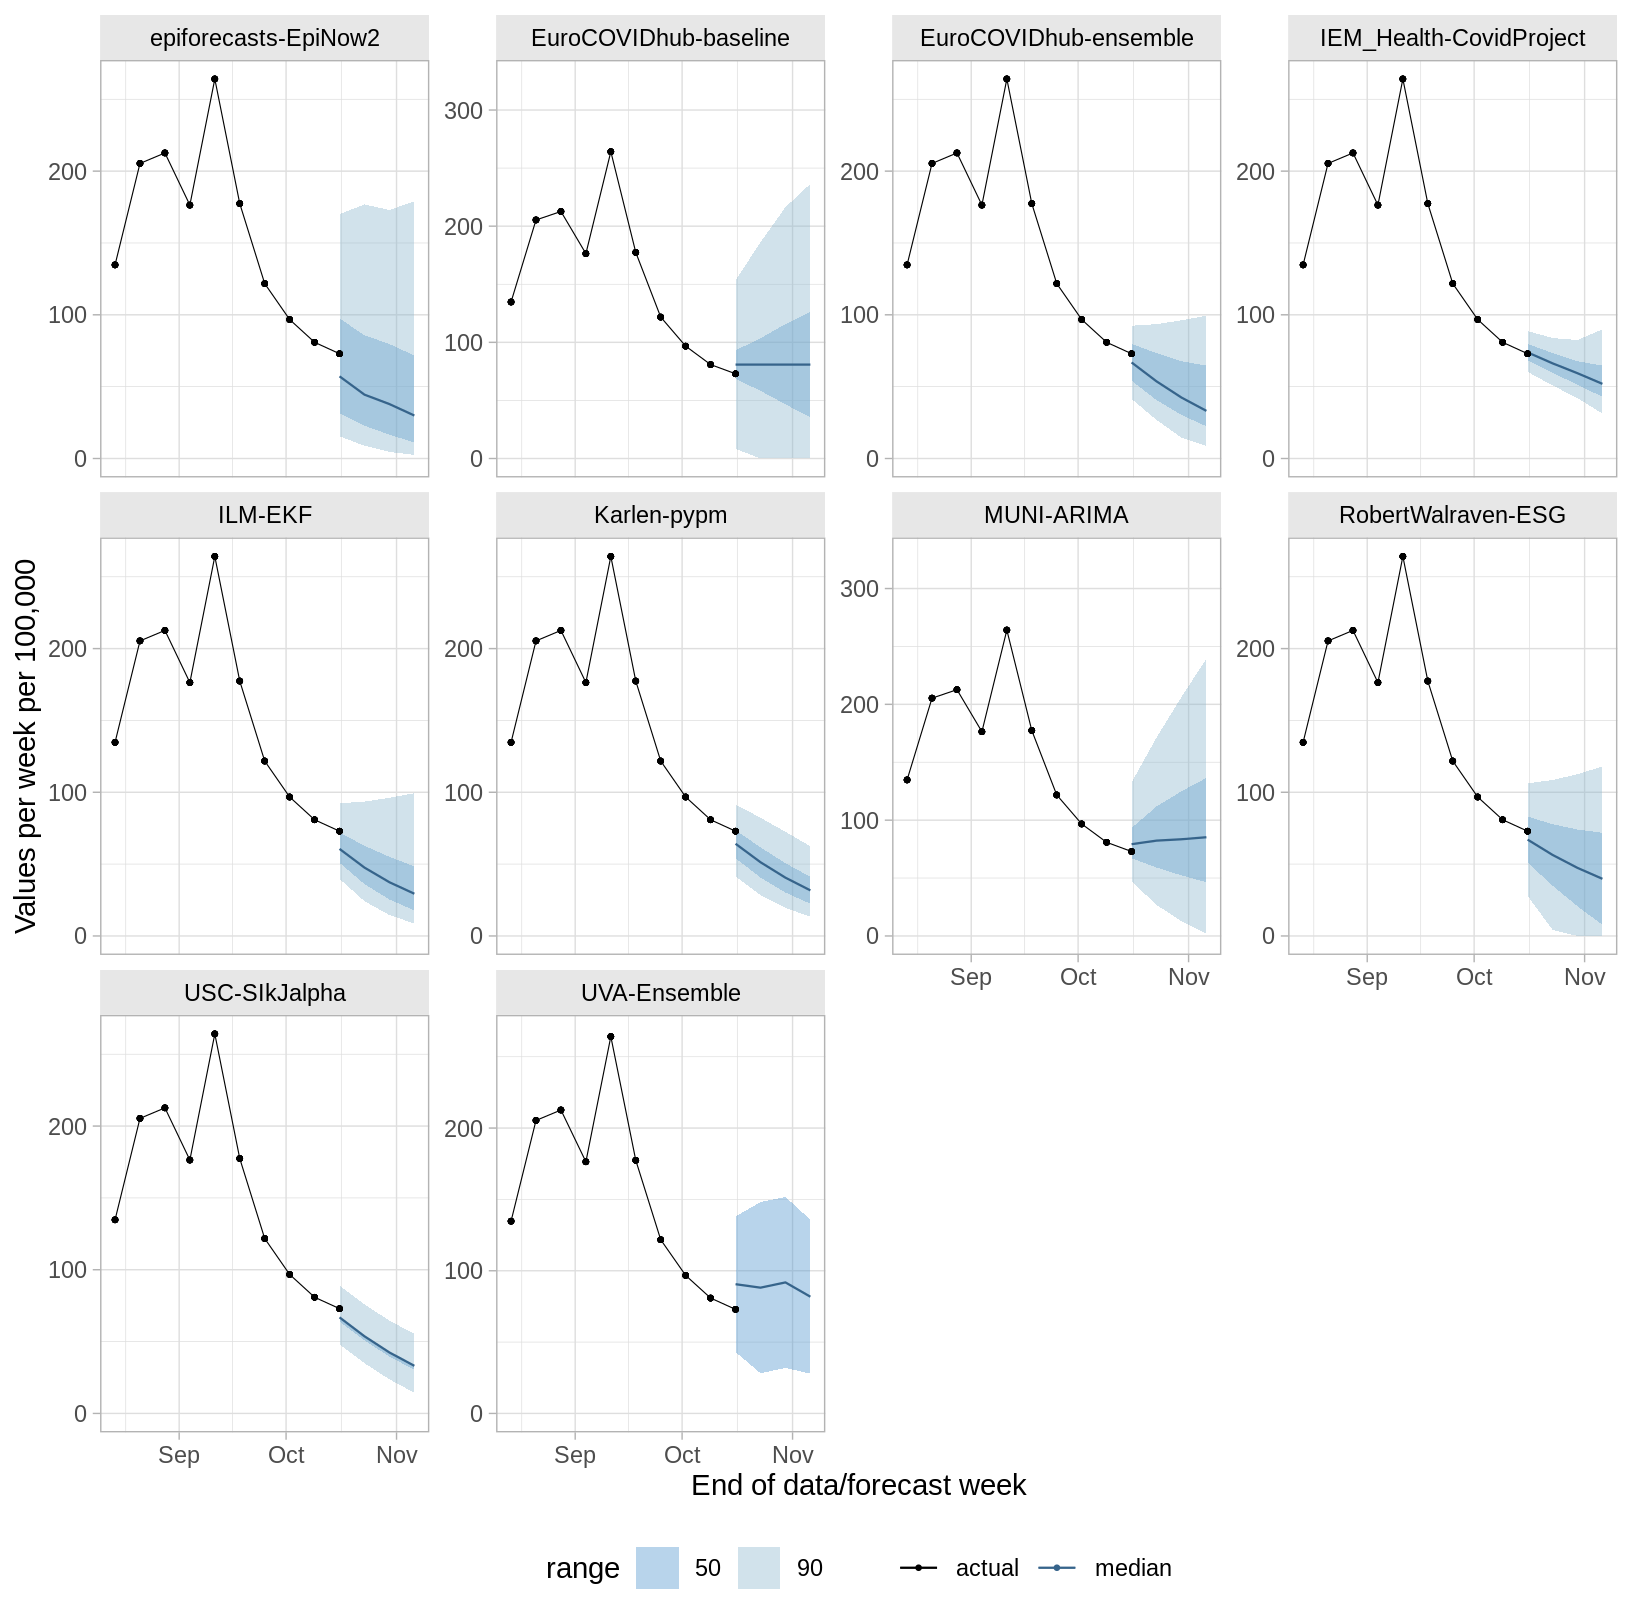 epiforecasts-EpiNow2 EuroCOVIDhub-baseline EuroCOVIDhub-ensemble IEM_Health-CovidProject
300
200 200 200 200
100 100 100 100
0 0 0 0
ILM-EKF Karlen-pypm MUNI-ARIMA RobertWalraven-ESG
Values per week per 100,000
300
200 200 200 200
100 100 100 100
0 0 0 0
Sep Oct Nov Sep Oct Nov
USC-SIkJalpha UVA-Ensemble
200 200
100 100
0 0
Sep Oct Nov Sep Oct Nov
End of data/forecast week
range 50 90 actual median